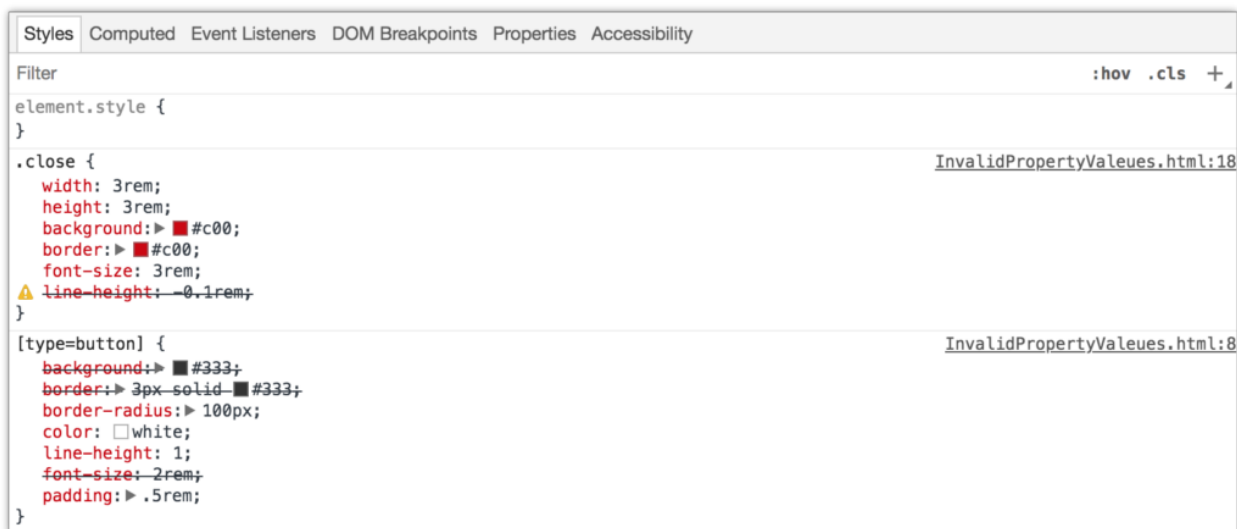 Styles Computed Event Listeners DOM Breakpoints Properties Accessibility
Filter :hov .cls +
element.style {
}
.close { InvalidPropertyValeues.html:18
width: 3rem;
height: 3rem;
background: #c00;
border: #c00;
font-size: 3rem;
line-height: -0.1rem;
}
[type=button] { InvalidPropertyValeues.html:8
background: #333;
border: 3px solid #333;
border-radius: 100px;
color: white;
line-height: 1;
font-size: 2rem;
padding: .5rem;
}